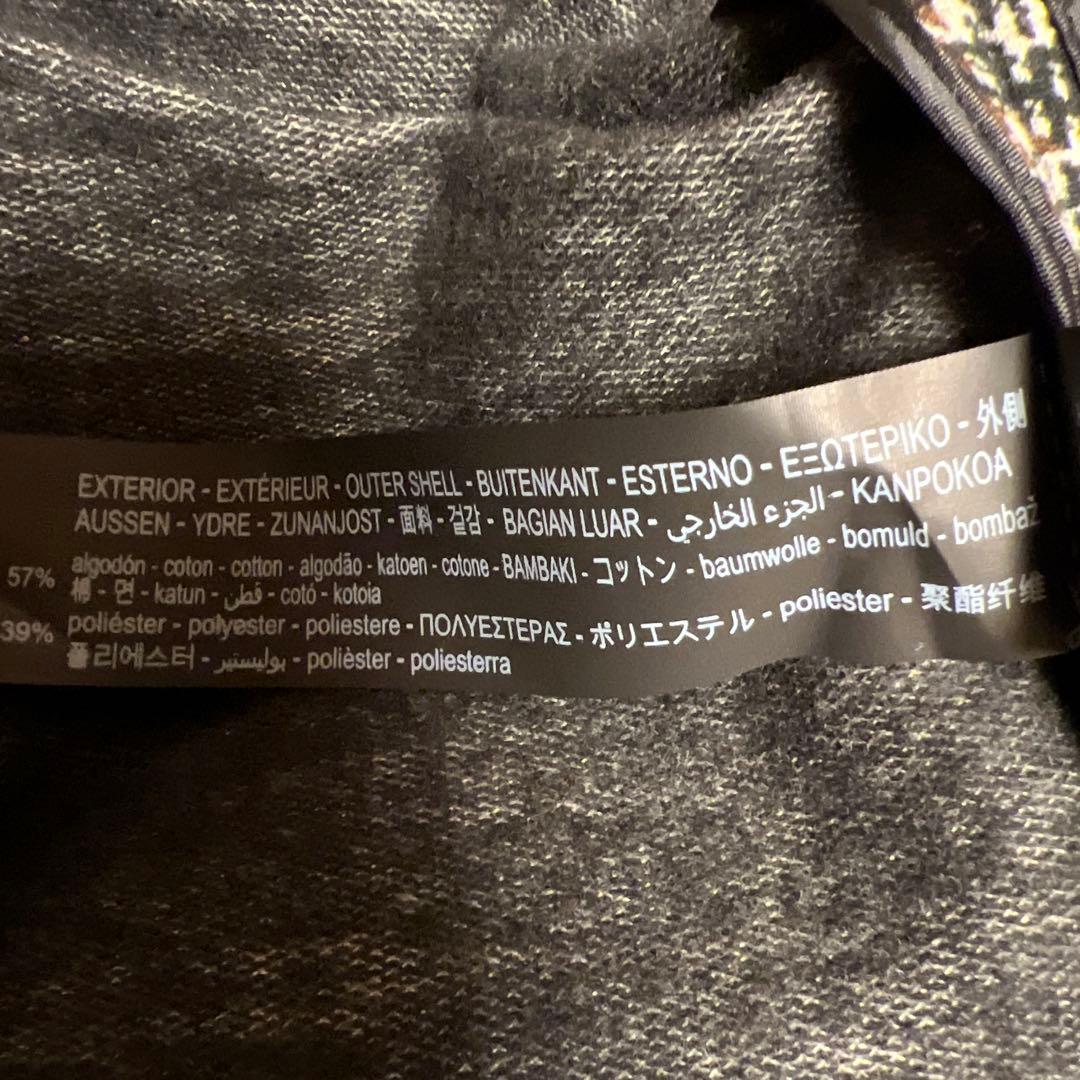 EXTERIOR - EXTÉRIEUR - OUTER SHELL - BUITENKANT - ESTERNO - ΕΞΩΤΕΡΙΚΟ - 外側
AUSSEN - YDRE - ZUNANJOST - 面料 - 겉감 - BAGIAN LUAR - الجزء الخارجي - KANPOKOA
57% algodón - coton - cotton - algodão - katoen - cotone - ΒΑΜΒΑΚΙ - コットン - baumwolle - bomuld - bombaž
棉 - 면 - katun - قطن - cotó - kotoia
39% poliéster - polyester - poliestere - ΠΟΛΥΕΣΤΕΡΑΣ - ポリエステル - poliester - 聚酯纤维
폴리에스터 - بوليستير - polièster - poliesterra